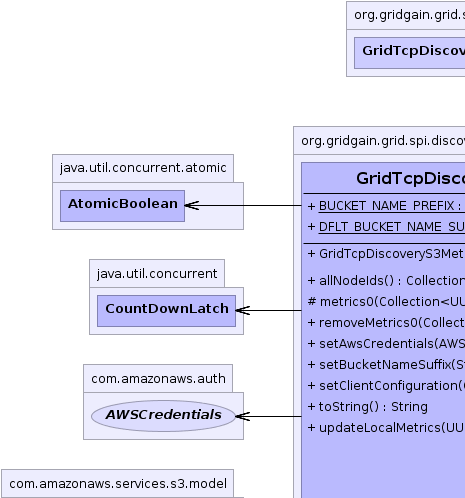 org.gridgain.grid.s
GridTcpDiscov
org.gridgain.grid.spi.disco
java.util.concurrent.atomic
AtomicBoolean
GridTcpDisco
+ BUCKET_NAME_PREFIX :
+ DFLT_BUCKET_NAME_SU
+ GridTcpDiscoveryS3Met
java.util.concurrent
CountDownLatch
+ allNodeIds() : Collection
# metrics0(Collection<UU
+ removeMetrics0(Collect
+ setAwsCredentials(AWS
+ setBucketNameSuffix(St
+ setClientConfiguration(
+ toString() : String
+ updateLocalMetrics(UU
com.amazonaws.auth
AWSCredentials
com.amazonaws.services.s3.model